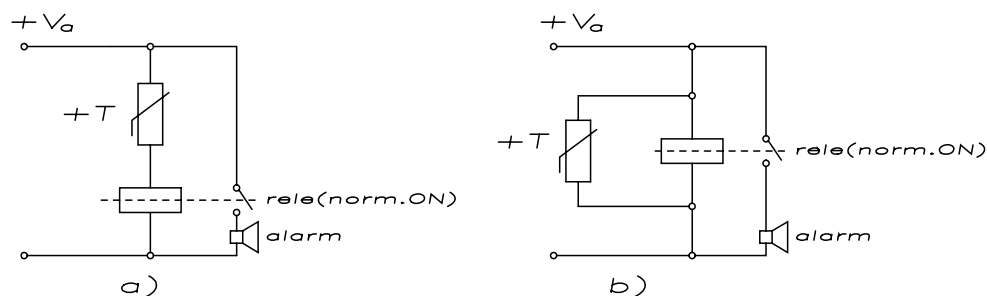 +Va
+T
rele(norm.ON)
alarm
a)
+Va
+T
rele(norm.ON)
alarm
b)